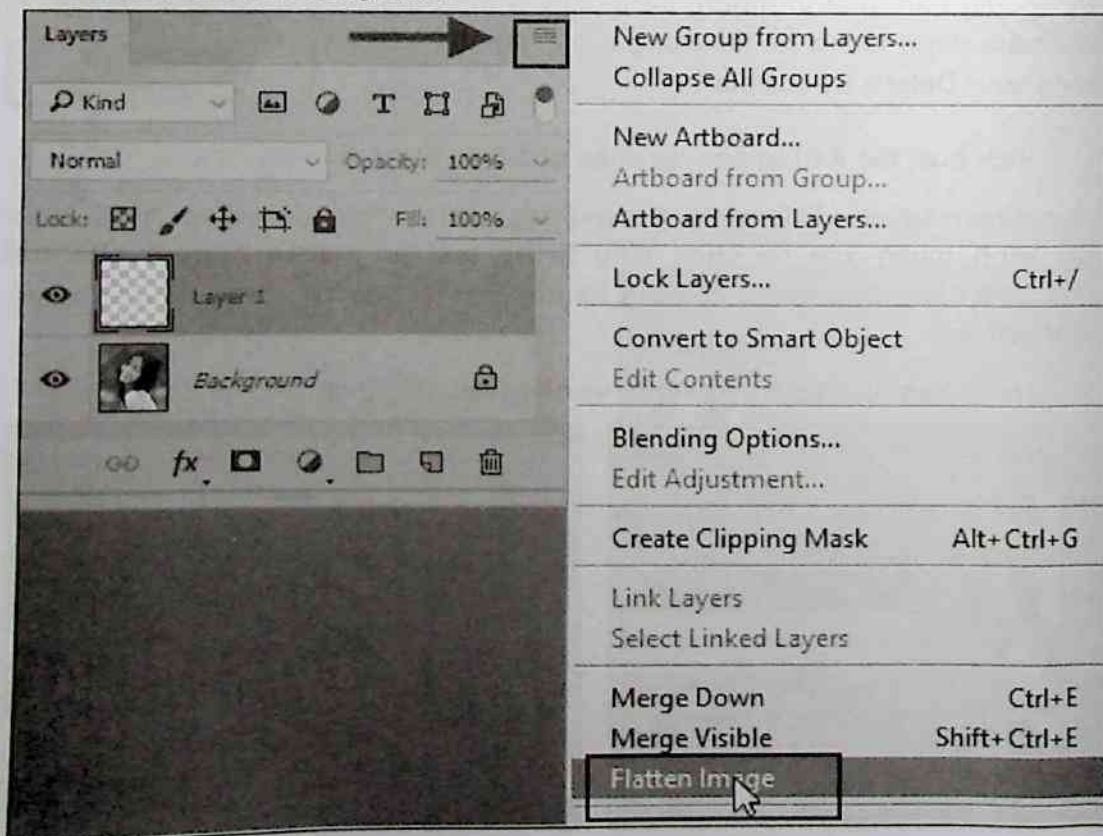 Layers
Kind
Normal Opacity: 100%
Lock: Fill: 100%
Layer 1
Background
fx
New Group from Layers...
Collapse All Groups
New Artboard...
Artboard from Group...
Artboard from Layers...
Lock Layers... Ctrl+/
Convert to Smart Object
Edit Contents
Blending Options...
Edit Adjustment...
Create Clipping Mask Alt+Ctrl+G
Link Layers
Select Linked Layers
Merge Down Ctrl+E
Merge Visible Shift+Ctrl+E
Flatten Image